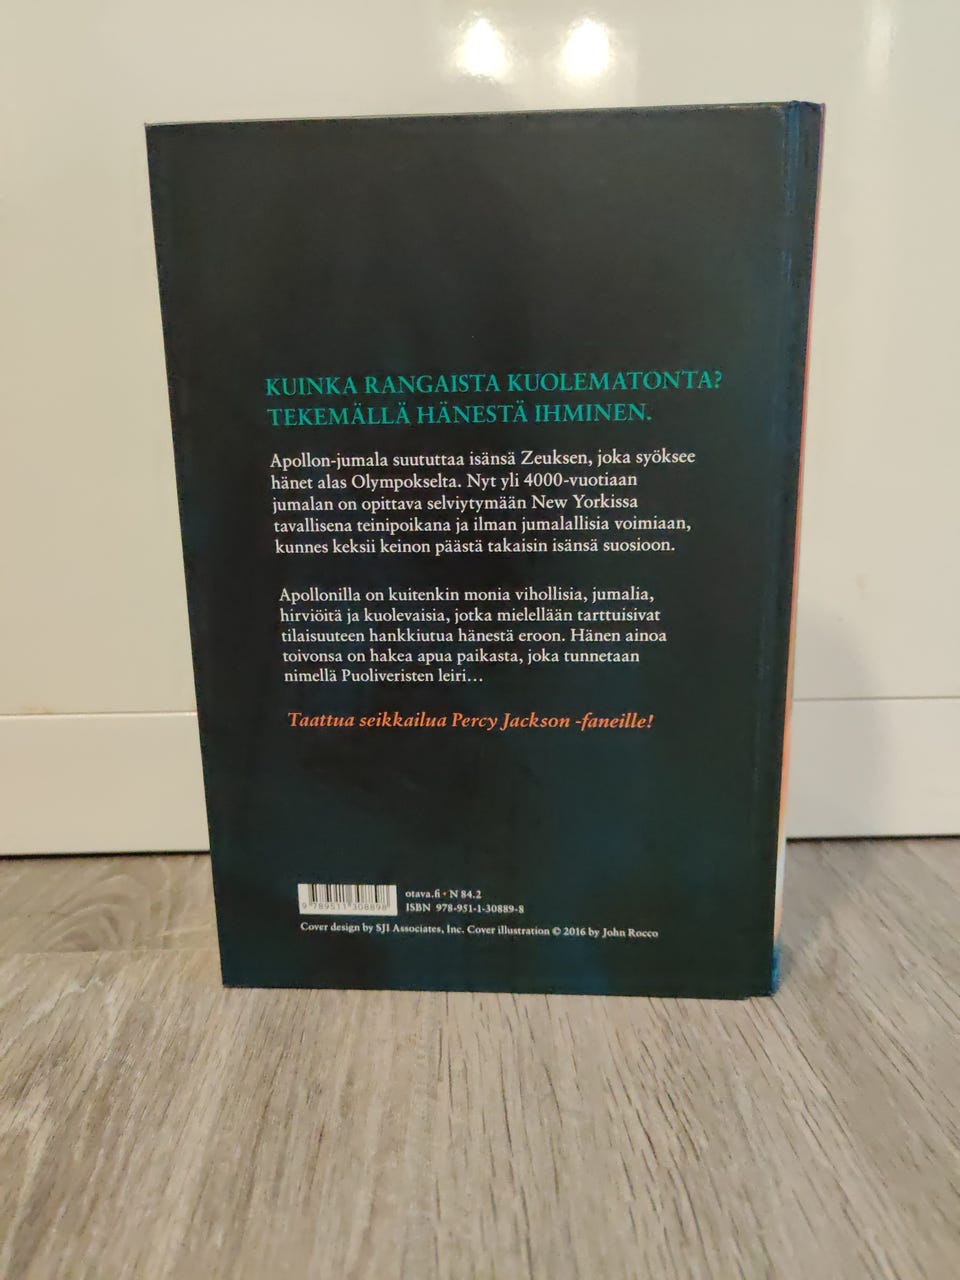 KUINKA RANGAISTA KUOLEMATONTA?
TEKEMÄLLÄ HÄNESTÄ IHMINEN.
Apollon-jumala suututtaa isänsä Zeuksen, joka syöksee
hänet alas Olympokselta. Nyt yli 4000-vuotiaan
jumalan on opittava selviytymään New Yorkissa
tavallisena teinipoikana ja ilman jumalallisia voimiaan,
kunnes keksii keinon päästä takaisin isänsä suosioon.
Apollonilla on kuitenkin monia vihollisia, jumalia,
hirviöitä ja kuolevaisia, jotka mielellään tarttuisivat
tilaisuuteen hankkiutua hänestä eroon. Hänen ainoa
toivonsa on hakea apua paikasta, joka tunnetaan
nimellä Puoliveristen leiri...
Taattua seikkailua Percy Jackson -faneille!
otava.fi • N 84.2
ISBN 978-951-1-30889-8
9 789511 308898
Cover design by SJI Associates, Inc. Cover illustration © 2016 by John Rocco